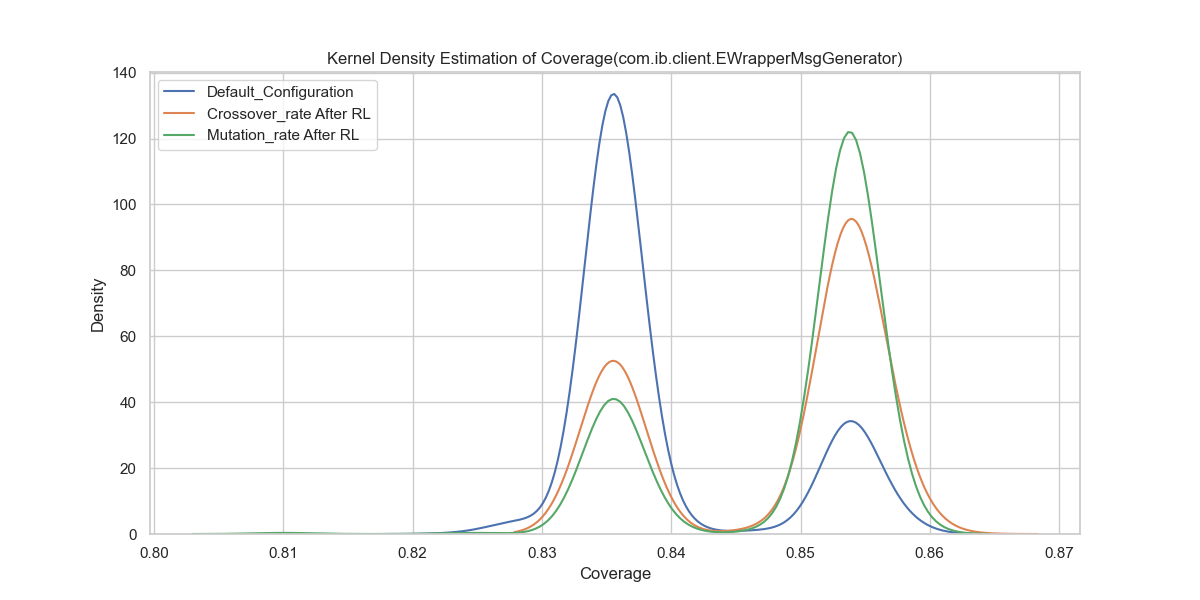 Kernel Density Estimation of Coverage(com.ib.client.EWrapperMsgGenerator)
Default_Configuration
Crossover_rate After RL
Mutation_rate After RL
140
120
100
80
60
40
20
0
Density
0.80 0.81 0.82 0.83 0.84 0.85 0.86 0.87
Coverage